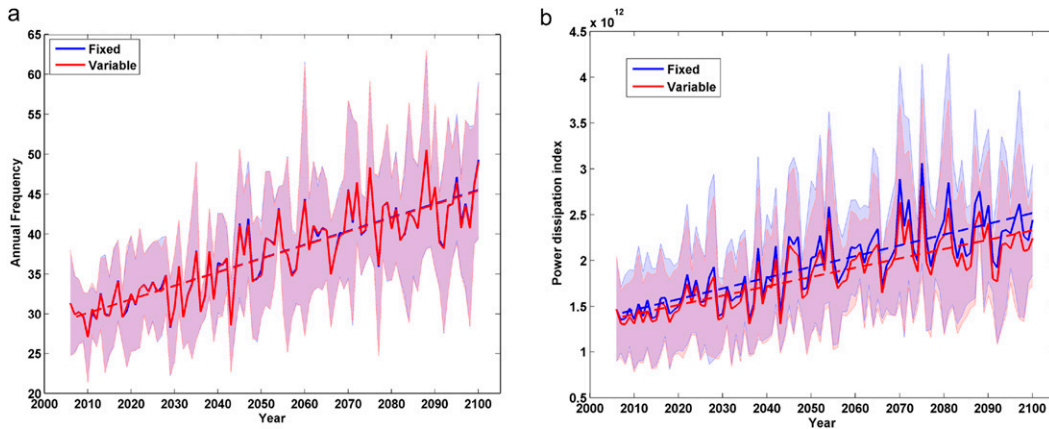 a
65
60
55
50
45
40
35
30
25
20
Annual Frequency
Fixed
Variable
2000 2010 2020 2030 2040 2050 2060 2070 2080 2090 2100
Year
b
x 10^12
4.5
4
3.5
3
2.5
2
1.5
1
0.5
Power dissipation index
Fixed
Variable
2000 2010 2020 2030 2040 2050 2060 2070 2080 2090 2100
Year